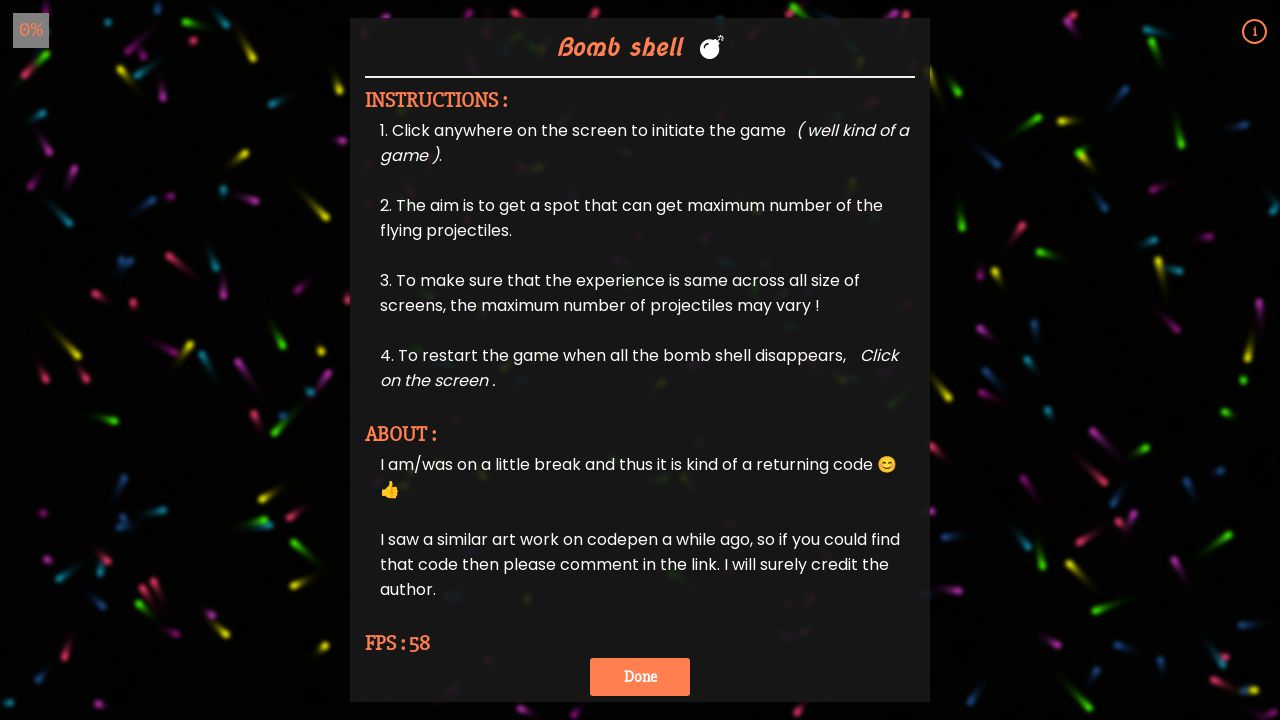 0%
i
Bomb shell 💣
INSTRUCTIONS :
1. Click anywhere on the screen to initiate the game ( well kind of a
game ).
2. The aim is to get a spot that can get maximum number of the
flying projectiles.
3. To make sure that the experience is same across all size of
screens, the maximum number of projectiles may vary !
4. To restart the game when all the bomb shell disappears, Click
on the screen .
ABOUT :
I am/was on a little break and thus it is kind of a returning code 😊
👍
I saw a similar art work on codepen a while ago, so if you could find
that code then please comment in the link. I will surely credit the
author.
FPS : 58
Done